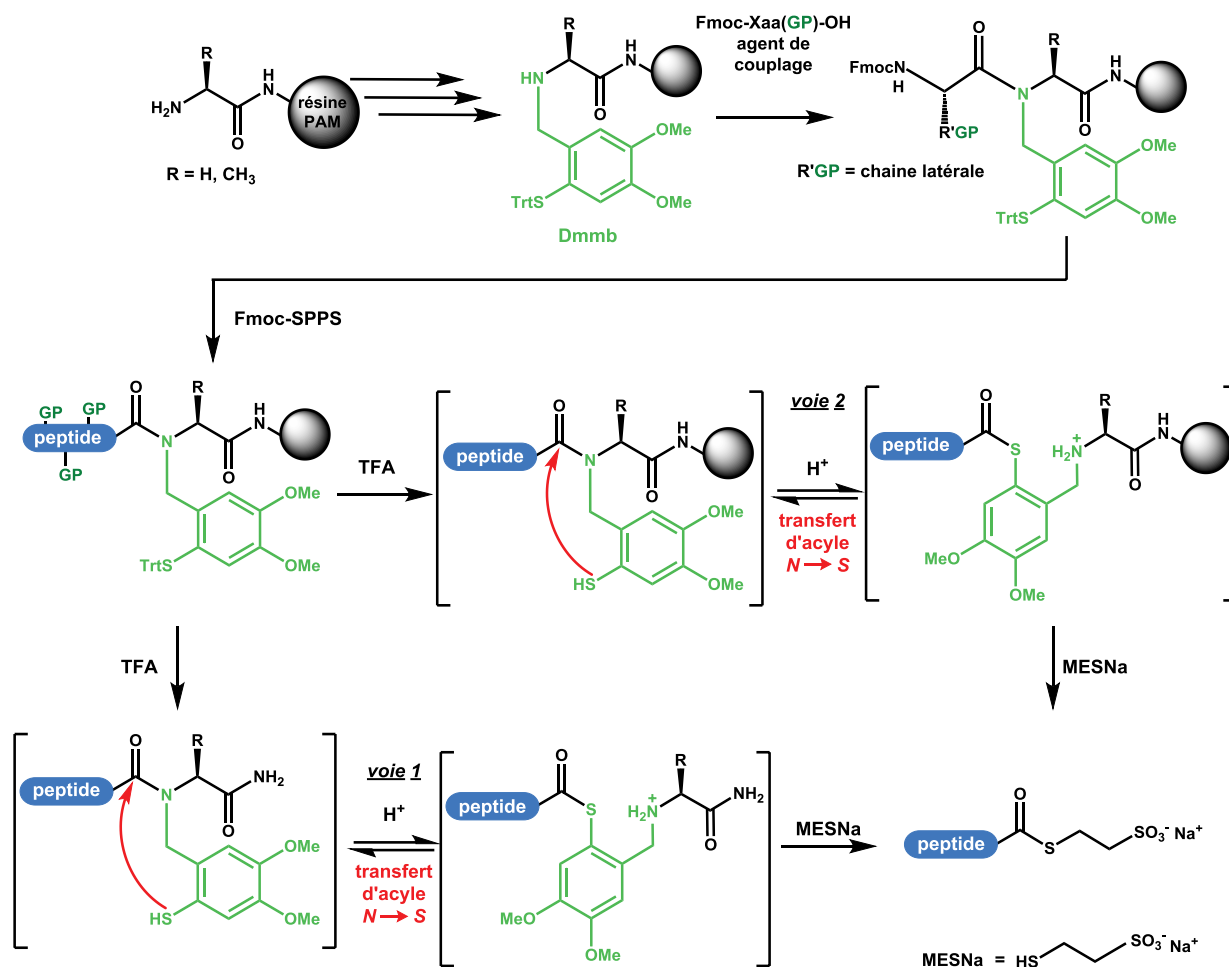 R
H
N
H2N
O
résine
PAM
R = H, CH3
R
H
N
HN
O
OMe
OMe
TrtS
Dmmb
Fmoc-Xaa(GP)-OH
agent de
couplage
O
R
H
N
FmocN
H
N
O
R'GP
OMe
OMe
TrtS
R'GP = chaine latérale
Fmoc-SPPS
GP
GP
peptide
GP
O
R
H
N
N
O
OMe
OMe
TrtS
TFA
O
R
H
N
peptide
N
O
OMe
OMe
HS
voie 2
H+
transfert
d'acyle
N → S
O
R
H
N
peptide
S
+
H2N
O
MeO
OMe
TFA
MESNa
O
R
peptide
N
NH2
O
OMe
OMe
HS
voie 1
H+
transfert
d'acyle
N → S
O
R
peptide
S
+
H2N
NH2
O
MeO
OMe
MESNa
O
peptide
S
SO3- Na+
MESNa = HS
SO3- Na+